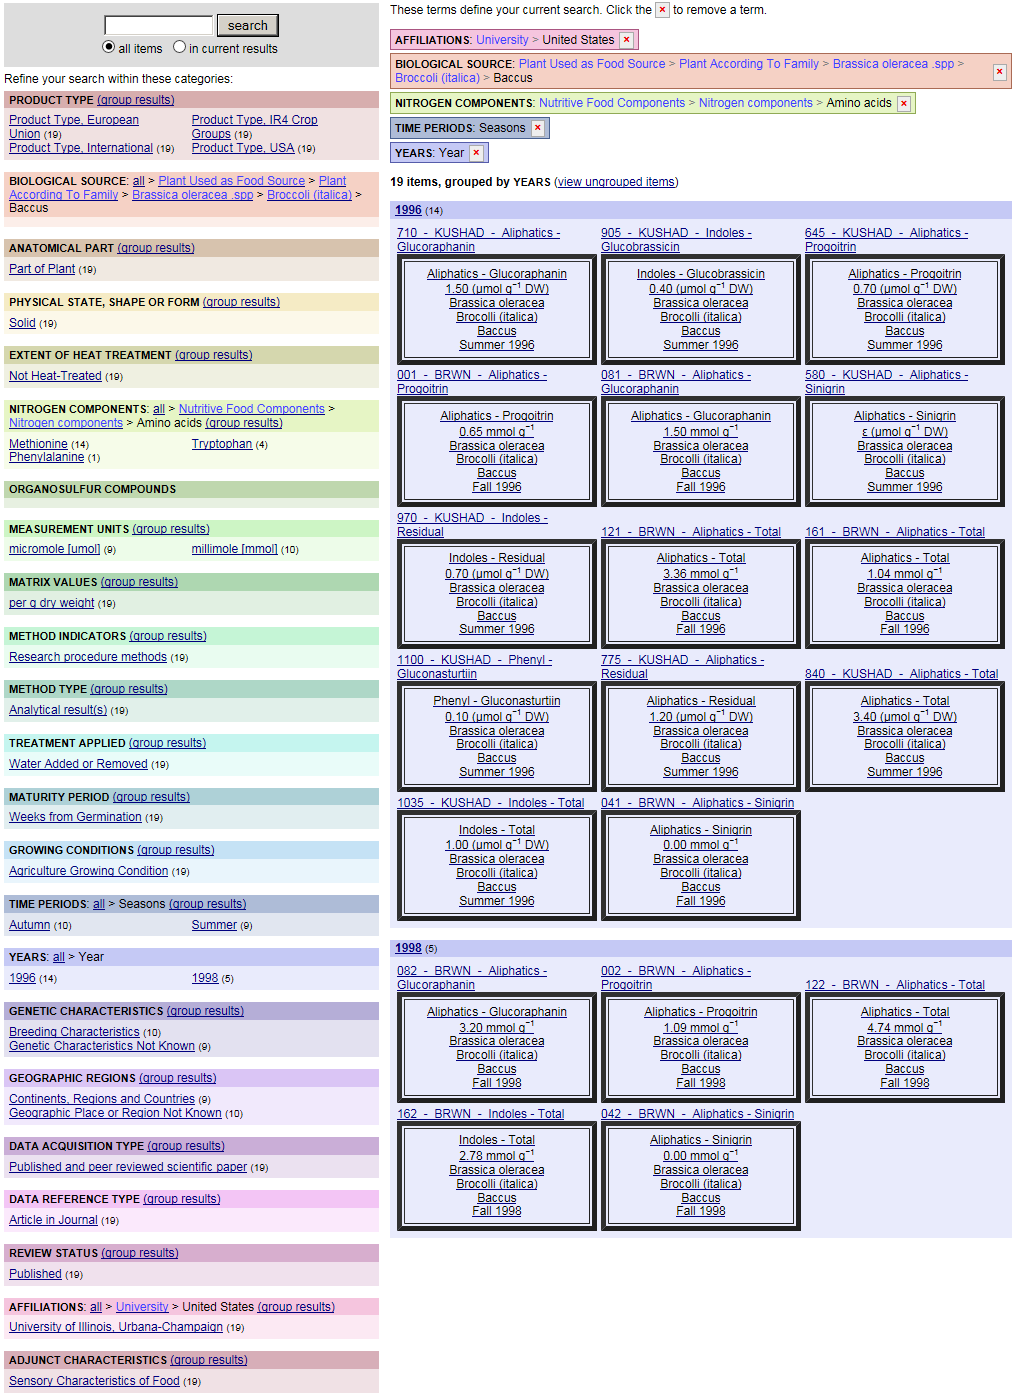 search
all items in current results
Refine your search within these categories:
PRODUCT TYPE (group results)
Product Type, European Union (19)
Product Type, IR4 Crop Groups (19)
Product Type, International (19)
Product Type, USA (19)
BIOLOGICAL SOURCE: all > Plant Used as Food Source > Plant
According To Family > Brassica oleracea .spp > Broccoli (italica) >
Baccus
ANATOMICAL PART (group results)
Part of Plant (19)
PHYSICAL STATE, SHAPE OR FORM (group results)
Solid (19)
EXTENT OF HEAT TREATMENT (group results)
Not Heat-Treated (19)
NITROGEN COMPONENTS: all > Nutritive Food Components >
Nitrogen components > Amino acids (group results)
Methionine (14) Tryptophan (4)
Phenylalanine (1)
ORGANOSULFUR COMPOUNDS
MEASUREMENT UNITS (group results)
micromole [umol] (9) millimole [mmol] (10)
MATRIX VALUES (group results)
per g dry weight (19)
METHOD INDICATORS (group results)
Research procedure methods (19)
METHOD TYPE (group results)
Analytical result(s) (19)
TREATMENT APPLIED (group results)
Water Added or Removed (19)
MATURITY PERIOD (group results)
Weeks from Germination (19)
GROWING CONDITIONS (group results)
Agriculture Growing Condition (19)
TIME PERIODS: all > Seasons (group results)
Autumn (10) Summer (9)
YEARS: all > Year
1996 (14) 1998 (5)
GENETIC CHARACTERISTICS (group results)
Breeding Characteristics (10)
Genetic Characteristics Not Known (9)
GEOGRAPHIC REGIONS (group results)
Continents, Regions and Countries (9)
Geographic Place or Region Not Known (10)
DATA ACQUISITION TYPE (group results)
Published and peer reviewed scientific paper (19)
DATA REFERENCE TYPE (group results)
Article in Journal (19)
REVIEW STATUS (group results)
Published (19)
AFFILIATIONS: all > University > United States (group results)
University of Illinois, Urbana-Champaign (19)
ADJUNCT CHARACTERISTICS (group results)
Sensory Characteristics of Food (19)
These terms define your current search. Click the × to remove a term.
AFFILIATIONS: University > United States ×
BIOLOGICAL SOURCE: Plant Used as Food Source > Plant According To Family > Brassica oleracea .spp > ×
Broccoli (italica) > Baccus
NITROGEN COMPONENTS: Nutritive Food Components > Nitrogen components > Amino acids ×
TIME PERIODS: Seasons ×
YEARS: Year ×
19 items, grouped by YEARS (view ungrouped items)
1996 (14)
710 - KUSHAD - Aliphatics -
Glucoraphanin
Aliphatics - Glucoraphanin
1.50 (µmol g⁻¹ DW)
Brassica oleracea
Brocolli (italica)
Baccus
Summer 1996
905 - KUSHAD - Indoles -
Glucobrassicin
Indoles - Glucobrassicin
0.40 (µmol g⁻¹ DW)
Brassica oleracea
Brocolli (italica)
Baccus
Summer 1996
645 - KUSHAD - Aliphatics -
Progoitrin
Aliphatics - Progoitrin
0.70 (µmol g⁻¹ DW)
Brassica oleracea
Brocolli (italica)
Baccus
Summer 1996
001 - BRWN - Aliphatics -
Progoitrin
Aliphatics - Progoitrin
0.65 mmol g⁻¹
Brassica oleracea
Brocolli (italica)
Baccus
Fall 1996
081 - BRWN - Aliphatics -
Glucoraphanin
Aliphatics - Glucoraphanin
1.50 mmol g⁻¹
Brassica oleracea
Brocolli (italica)
Baccus
Fall 1996
580 - KUSHAD - Aliphatics -
Sinigrin
Aliphatics - Sinigrin
ε (µmol g⁻¹ DW)
Brassica oleracea
Brocolli (italica)
Baccus
Summer 1996
970 - KUSHAD - Indoles -
Residual
Indoles - Residual
0.70 (µmol g⁻¹ DW)
Brassica oleracea
Brocolli (italica)
Baccus
Summer 1996
121 - BRWN - Aliphatics - Total
Aliphatics - Total
3.36 mmol g⁻¹
Brassica oleracea
Brocolli (italica)
Baccus
Fall 1996
161 - BRWN - Aliphatics - Total
Aliphatics - Total
1.04 mmol g⁻¹
Brassica oleracea
Brocolli (italica)
Baccus
Fall 1996
1100 - KUSHAD - Phenyl -
Gluconasturtiin
Phenyl - Gluconasturtiin
0.10 (µmol g⁻¹ DW)
Brassica oleracea
Brocolli (italica)
Baccus
Summer 1996
775 - KUSHAD - Aliphatics -
Residual
Aliphatics - Residual
1.20 (µmol g⁻¹ DW)
Brassica oleracea
Brocolli (italica)
Baccus
Summer 1996
840 - KUSHAD - Aliphatics - Total
Aliphatics - Total
3.40 (µmol g⁻¹ DW)
Brassica oleracea
Brocolli (italica)
Baccus
Summer 1996
1035 - KUSHAD - Indoles - Total
Indoles - Total
1.00 (µmol g⁻¹ DW)
Brassica oleracea
Brocolli (italica)
Baccus
Summer 1996
041 - BRWN - Aliphatics - Sinigrin
Aliphatics - Sinigrin
0.00 mmol g⁻¹
Brassica oleracea
Brocolli (italica)
Baccus
Fall 1996
1998 (5)
082 - BRWN - Aliphatics -
Glucoraphanin
Aliphatics - Glucoraphanin
3.20 mmol g⁻¹
Brassica oleracea
Brocolli (italica)
Baccus
Fall 1998
002 - BRWN - Aliphatics -
Progoitrin
Aliphatics - Progoitrin
1.09 mmol g⁻¹
Brassica oleracea
Brocolli (italica)
Baccus
Fall 1998
122 - BRWN - Aliphatics - Total
Aliphatics - Total
4.74 mmol g⁻¹
Brassica oleracea
Brocolli (italica)
Baccus
Fall 1998
162 - BRWN - Indoles - Total
Indoles - Total
2.78 mmol g⁻¹
Brassica oleracea
Brocolli (italica)
Baccus
Fall 1998
042 - BRWN - Aliphatics - Sinigrin
Aliphatics - Sinigrin
0.00 mmol g⁻¹
Brassica oleracea
Brocolli (italica)
Baccus
Fall 1998